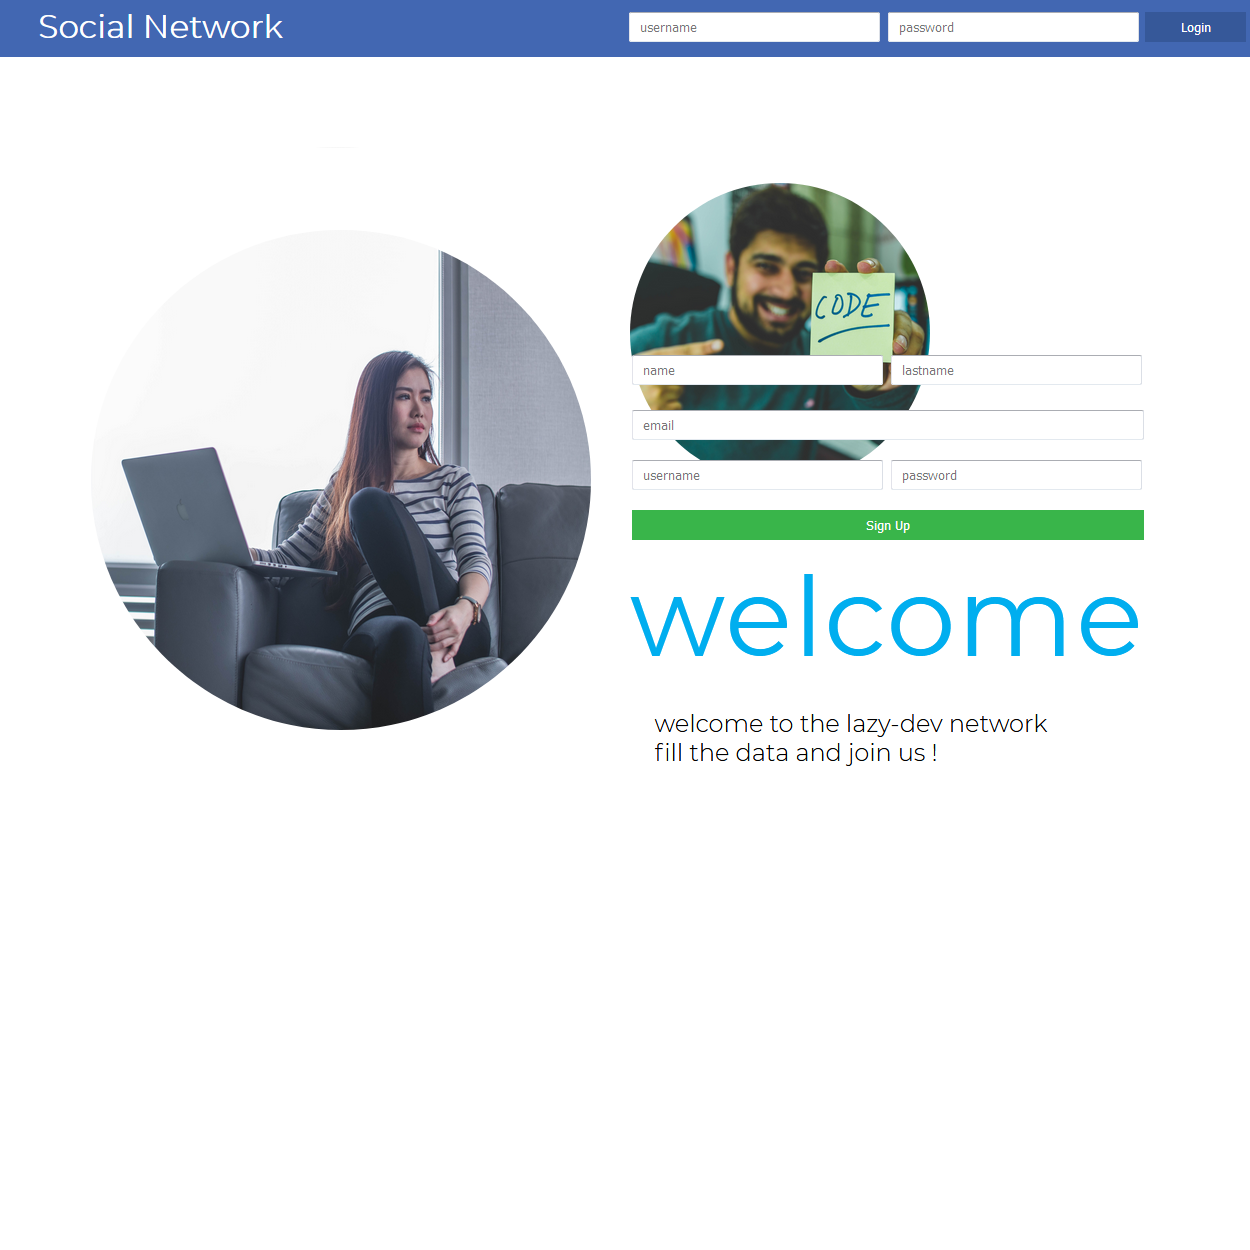 Social Network
username password Login
CODE
name lastname
email
username password
Sign Up
welcome
welcome to the lazy-dev network
fill the data and join us !